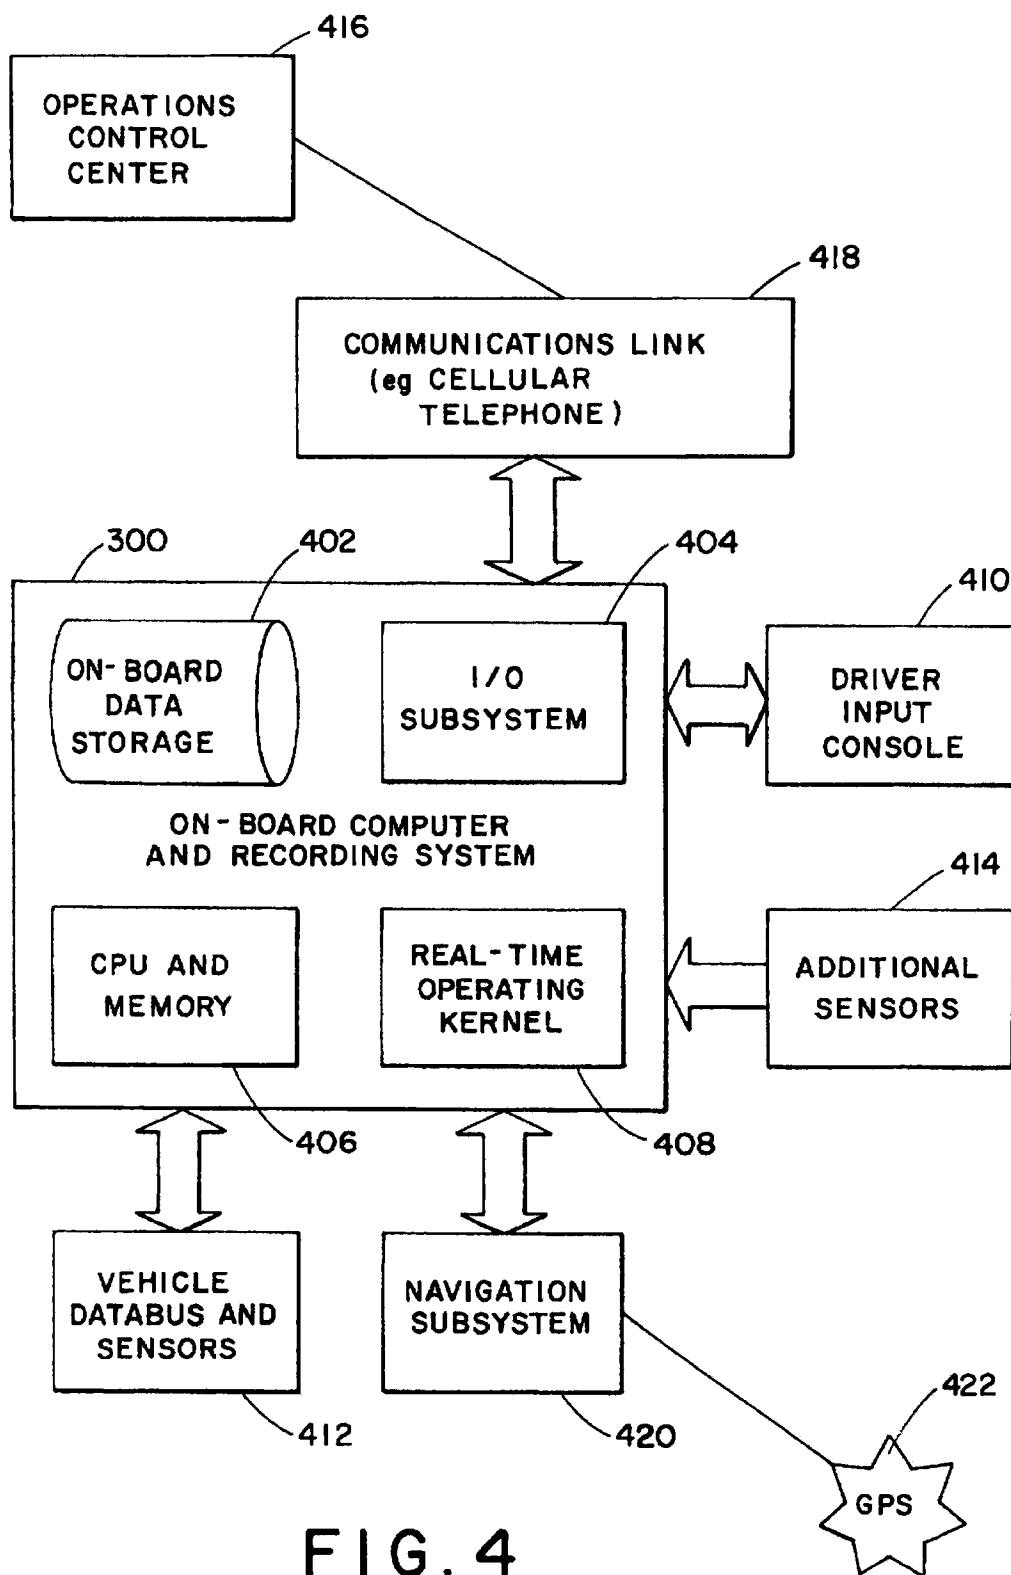 416
OPERATIONS
CONTROL
CENTER
418
COMMUNICATIONS LINK
(eg CELLULAR
TELEPHONE)
300
402
404
410
ON-BOARD
DATA
STORAGE
I/O
SUBSYSTEM
DRIVER
INPUT
CONSOLE
ON-BOARD COMPUTER
AND RECORDING SYSTEM
414
CPU AND
MEMORY
REAL-TIME
OPERATING
KERNEL
ADDITIONAL
SENSORS
406
408
VEHICLE
DATABUS AND
SENSORS
NAVIGATION
SUBSYSTEM
412
420
422
GPS
FIG. 4